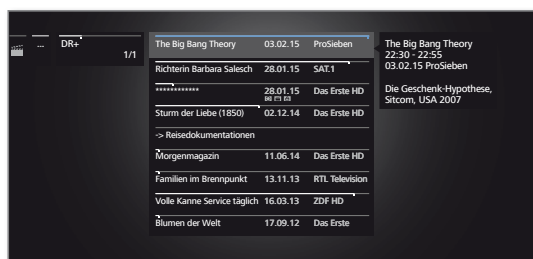 ...
DR+
1/1
The Big Bang Theory 03.02.15 ProSieben
Richterin Barbara Salesch 28.01.15 SAT.1
************ 28.01.15 Das Erste HD
Sturm der Liebe (1850) 02.12.14 Das Erste HD
-> Reisedokumentationen
Morgenmagazin 11.06.14 Das Erste HD
Familien im Brennpunkt 13.11.13 RTL Television
Volle Kanne Service täglich 16.03.13 ZDF HD
Blumen der Welt 17.09.12 Das Erste
The Big Bang Theory
22:30 - 22:55
03.02.15 ProSieben
Die Geschenk-Hypothese,
Sitcom, USA 2007